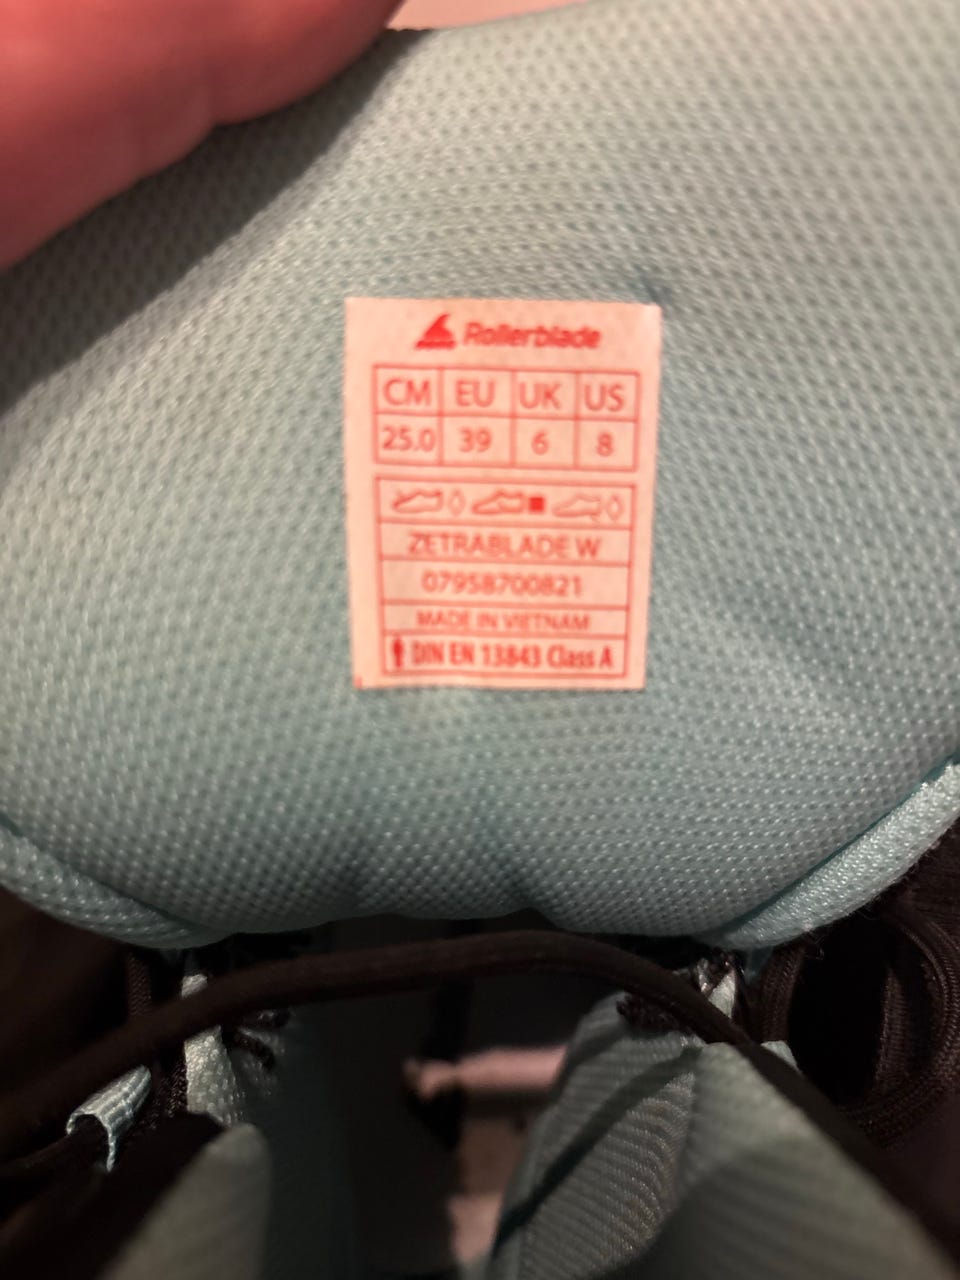 Rollerblade
CM EU UK US
25.0 39 6 8
ZETRABLADE W
07958700821
MADE IN VIETNAM
DIN EN 13843 Class A